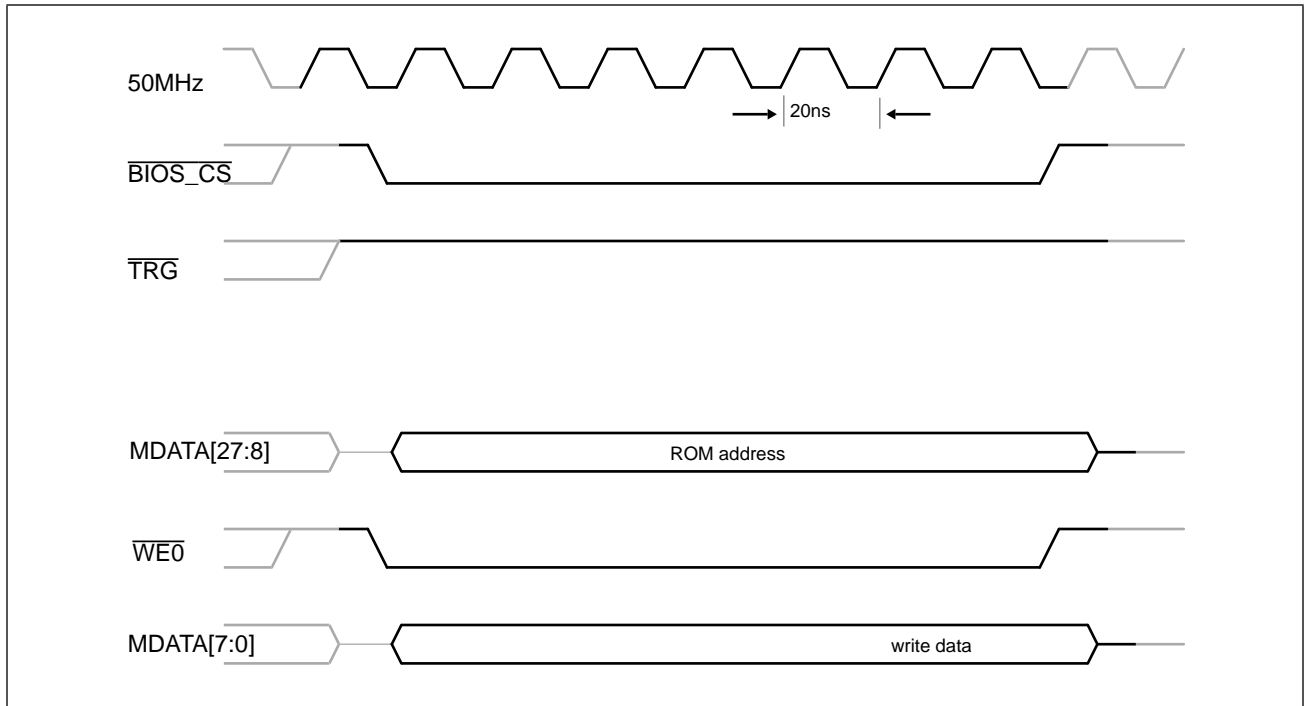 50MHz
20ns
BIOS_CS
TRG
MDATA[27:8]
ROM address
WE0
MDATA[7:0]
write data